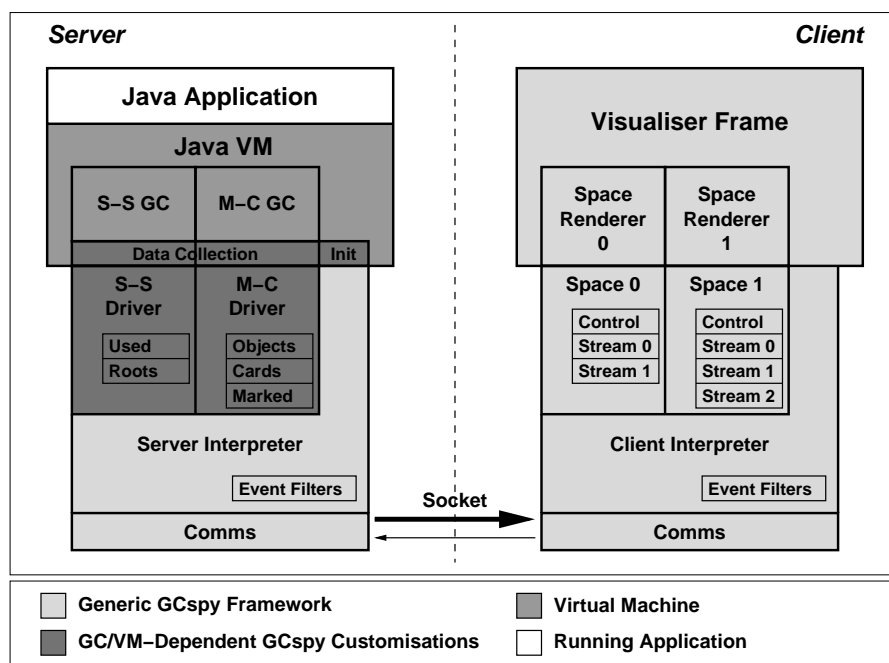 Server
Client
Java Application
Java VM
S–S GC
M–C GC
Data Collection
Init
S–S
Driver
M–C
Driver
Used
Roots
Objects
Cards
Marked
Server Interpreter
Event Filters
Comms
Socket
Visualiser Frame
Space
Renderer
0
Space
Renderer
1
Space 0
Space 1
Control
Stream 0
Stream 1
Control
Stream 0
Stream 1
Stream 2
Client Interpreter
Event Filters
Comms
Generic GCspy Framework
Virtual Machine
GC/VM–Dependent GCspy Customisations
Running Application